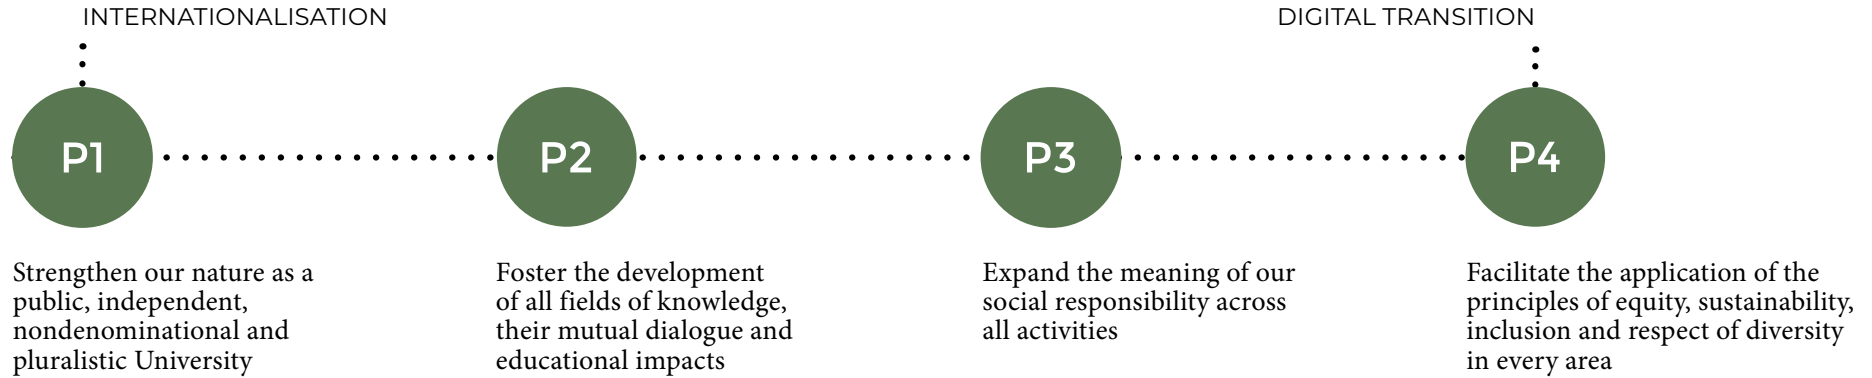 INTERNATIONALISATION
DIGITAL TRANSITION
P1
P2
P3
P4
Strengthen our nature as a
public, independent,
nondenominational and
pluralistic University
Foster the development
of all fields of knowledge,
their mutual dialogue and
educational impacts
Expand the meaning of our
social responsibility across
all activities
Facilitate the application of the
principles of equity, sustainability,
inclusion and respect of diversity
in every area